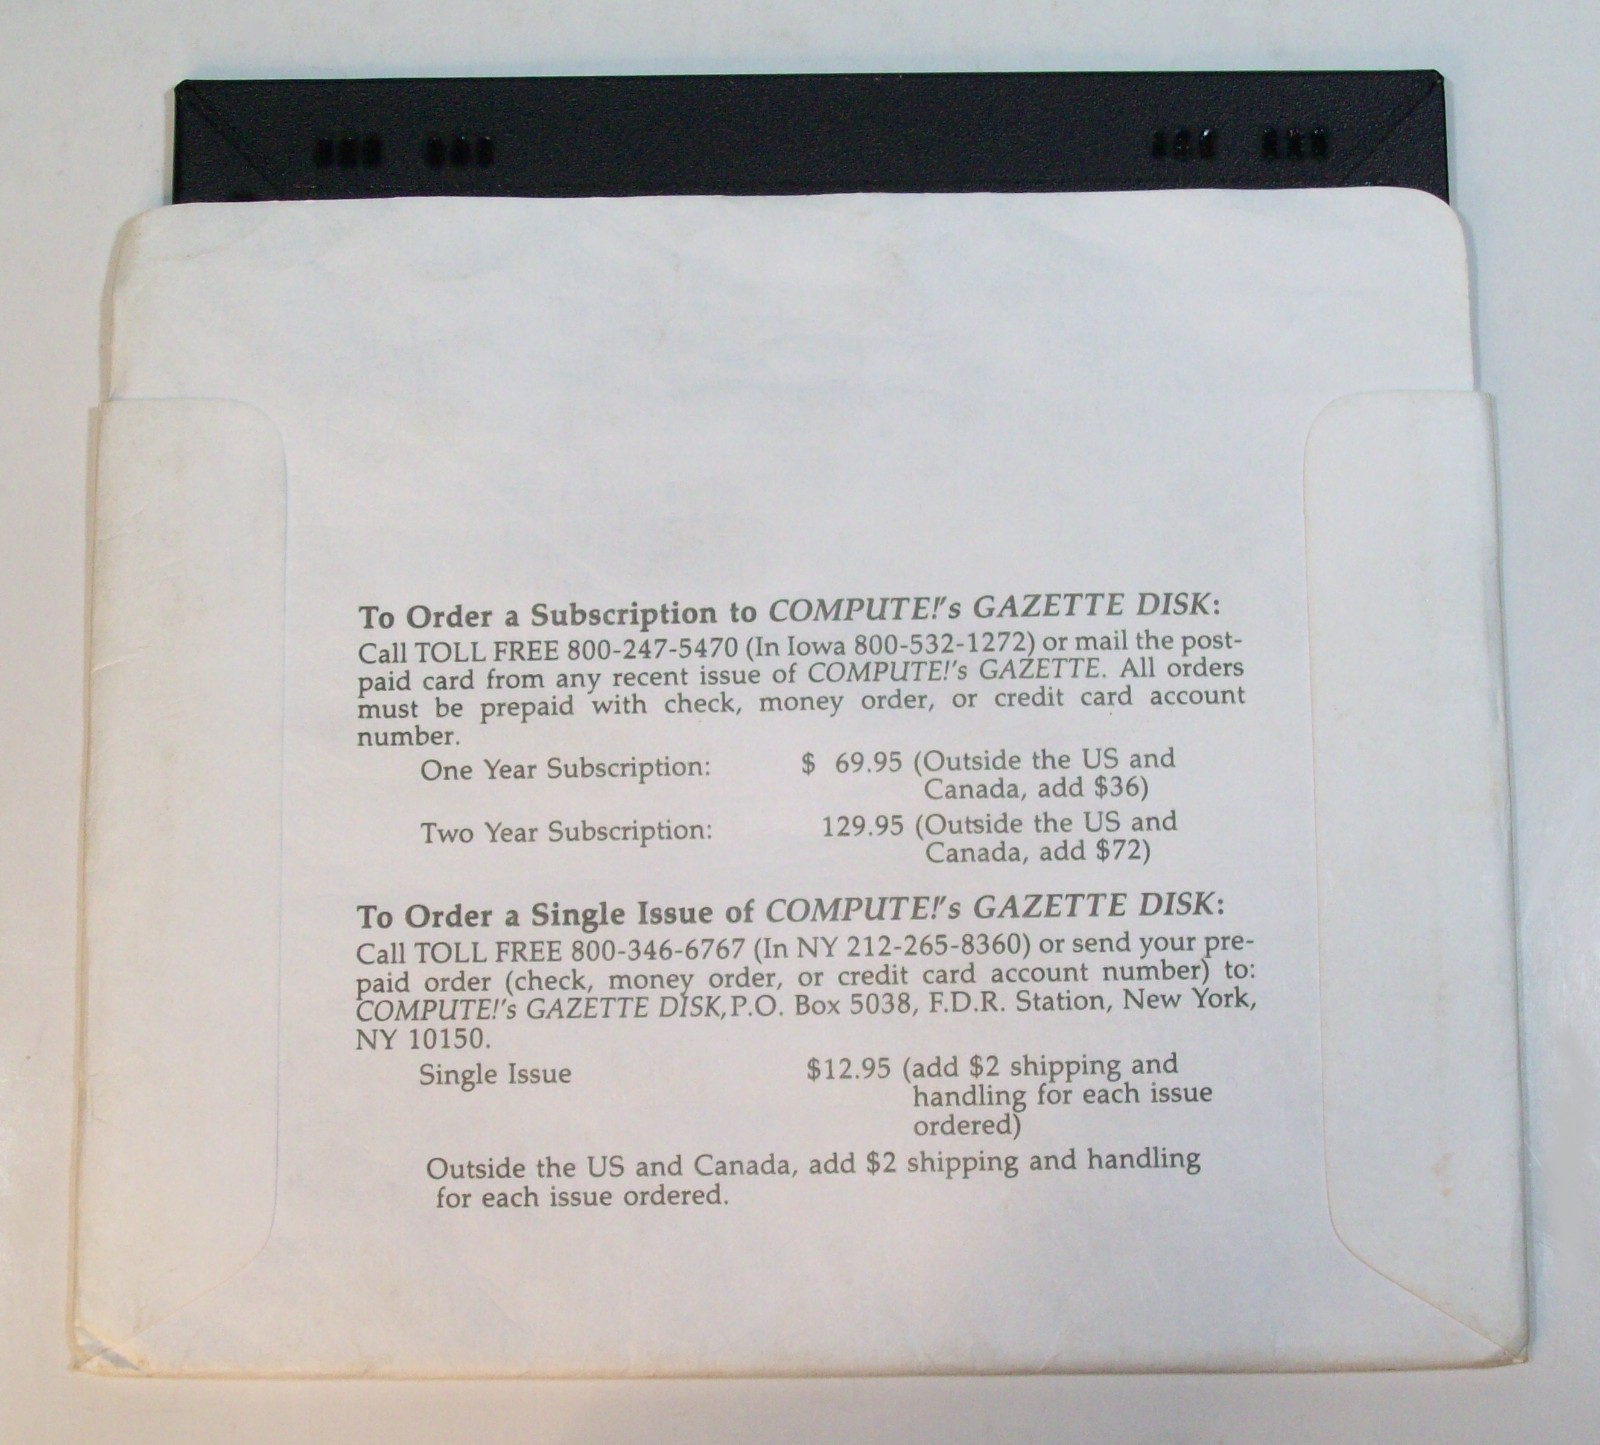 To Order a Subscription to COMPUTE!'s GAZETTE DISK:
Call TOLL FREE 800-247-5470 (In Iowa 800-532-1272) or mail the post-
paid card from any recent issue of COMPUTE!'s GAZETTE. All orders
must be prepaid with check, money order, or credit card account
number.
One Year Subscription: $ 69.95 (Outside the US and
Canada, add $36)
Two Year Subscription: 129.95 (Outside the US and
Canada, add $72)
To Order a Single Issue of COMPUTE!'s GAZETTE DISK:
Call TOLL FREE 800-346-6767 (In NY 212-265-8360) or send your pre-
paid order (check, money order, or credit card account number) to:
COMPUTE!'s GAZETTE DISK, P.O. Box 5038, F.D.R. Station, New York,
NY 10150.
Single Issue $12.95 (add $2 shipping and
handling for each issue
ordered)
Outside the US and Canada, add $2 shipping and handling
for each issue ordered.